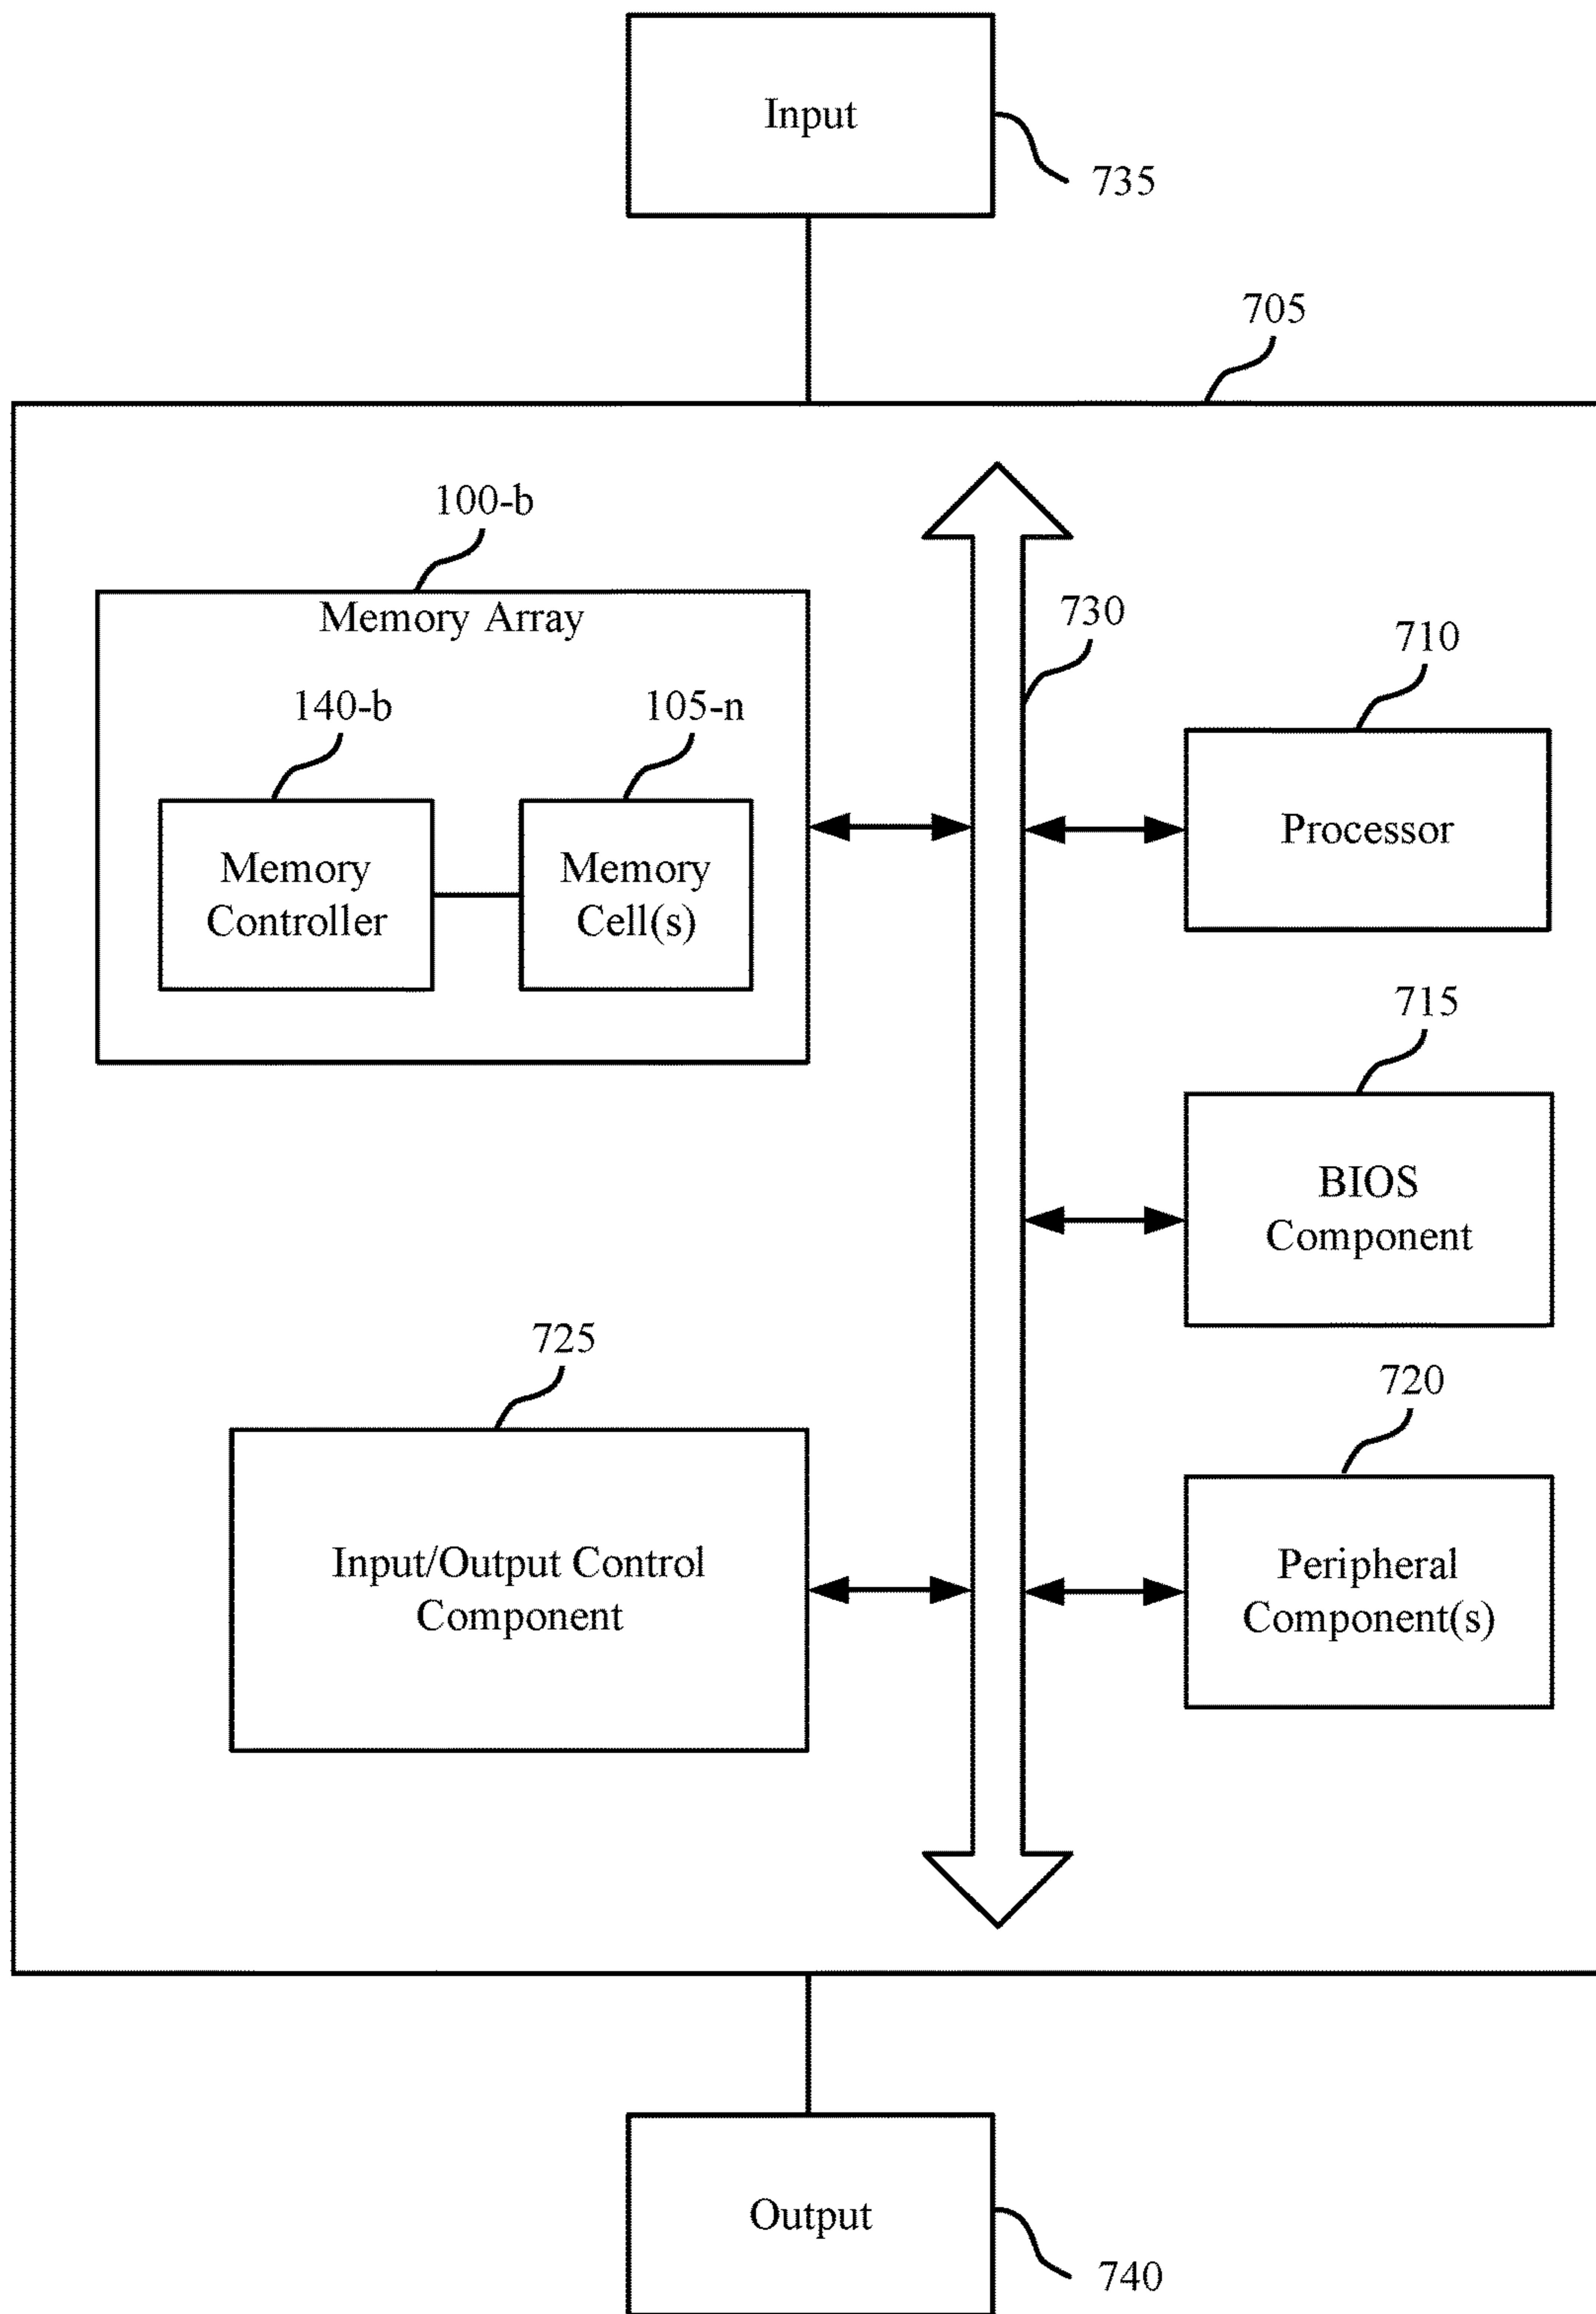 Input
735
705
100-b
Memory Array
730
710
140-b
105-n
Processor
Memory
Controller
Memory
Cell(s)
715
BIOS
Component
725
720
Input/Output Control
Component
Peripheral
Component(s)
Output
740